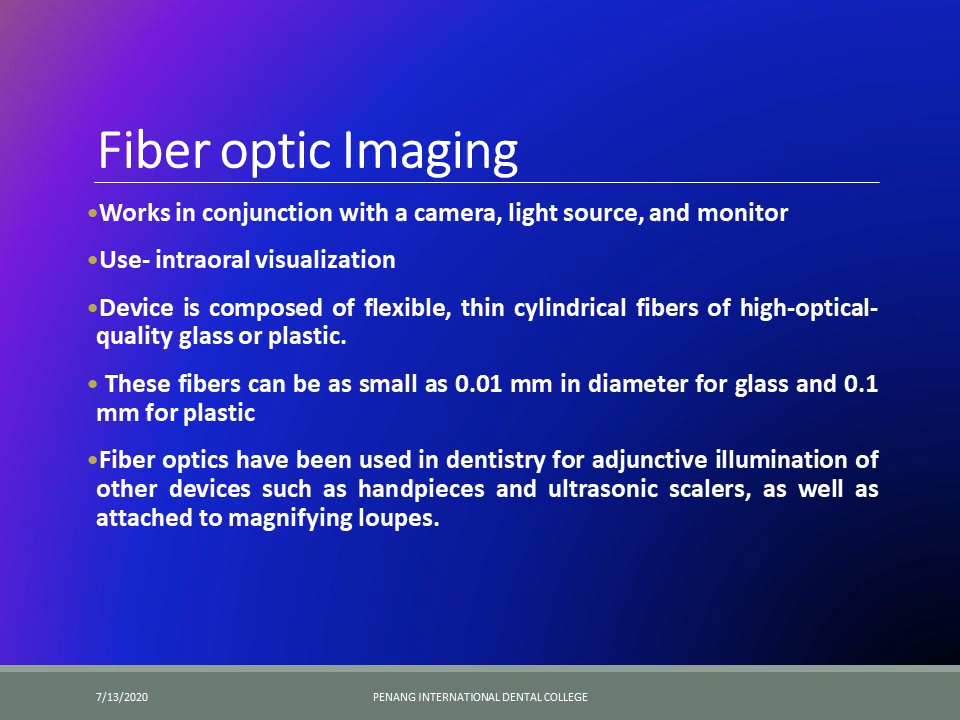 Fiber optic Imaging
•Works in conjunction with a camera, light source, and monitor
•Use- intraoral visualization
•Device is composed of flexible, thin cylindrical fibers of high-optical-
quality glass or plastic.
• These fibers can be as small as 0.01 mm in diameter for glass and 0.1
mm for plastic
•Fiber optics have been used in dentistry for adjunctive illumination of
other devices such as handpieces and ultrasonic scalers, as well as
attached to magnifying loupes.
7/13/2020 PENANG INTERNATIONAL DENTAL COLLEGE